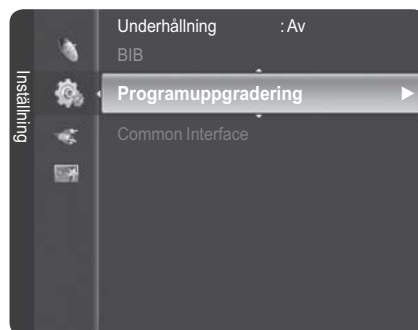 Inställning
Underhållning : Av
BIB
Programuppgradering
Common Interface